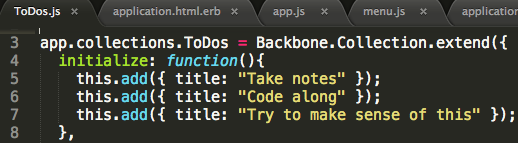 ToDos.js × application.html.erb × app.js × menu.js × application
3 app.collections.ToDos = Backbone.Collection.extend({
4 initialize: function(){
5 this.add({ title: "Take notes" });
6 this.add({ title: "Code along" });
7 this.add({ title: "Try to make sense of this" });
8 },